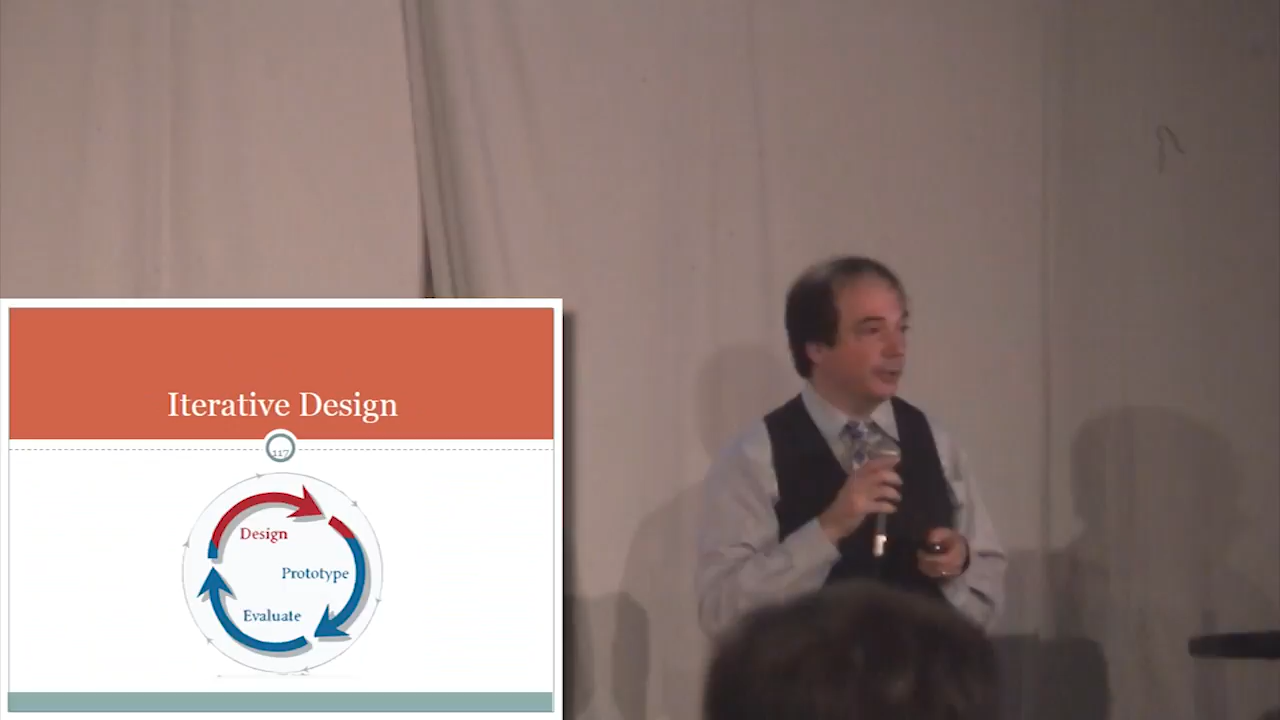 Iterative Design
117
Design
Prototype
Evaluate